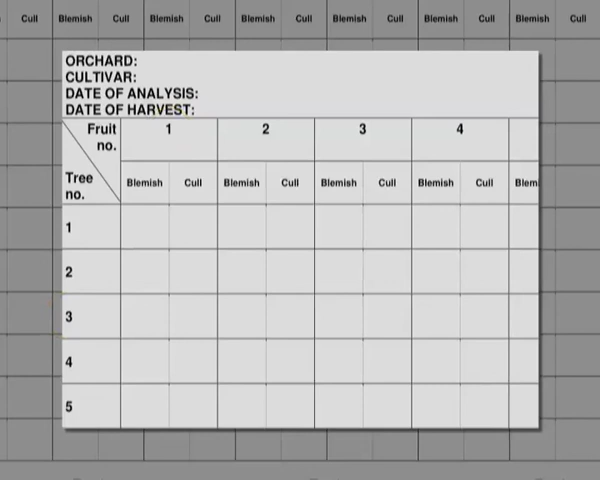 Cull Blemish Cull Blemish Cull Blemish Cull Blemish Cull Blemish Cull Blemish Cull
ORCHARD:
CULTIVAR:
DATE OF ANALYSIS:
DATE OF HARVEST:
Fruit no. 1 2 3 4
Tree no. Blemish Cull Blemish Cull Blemish Cull Blemish Cull Blem
1
2
3
4
5